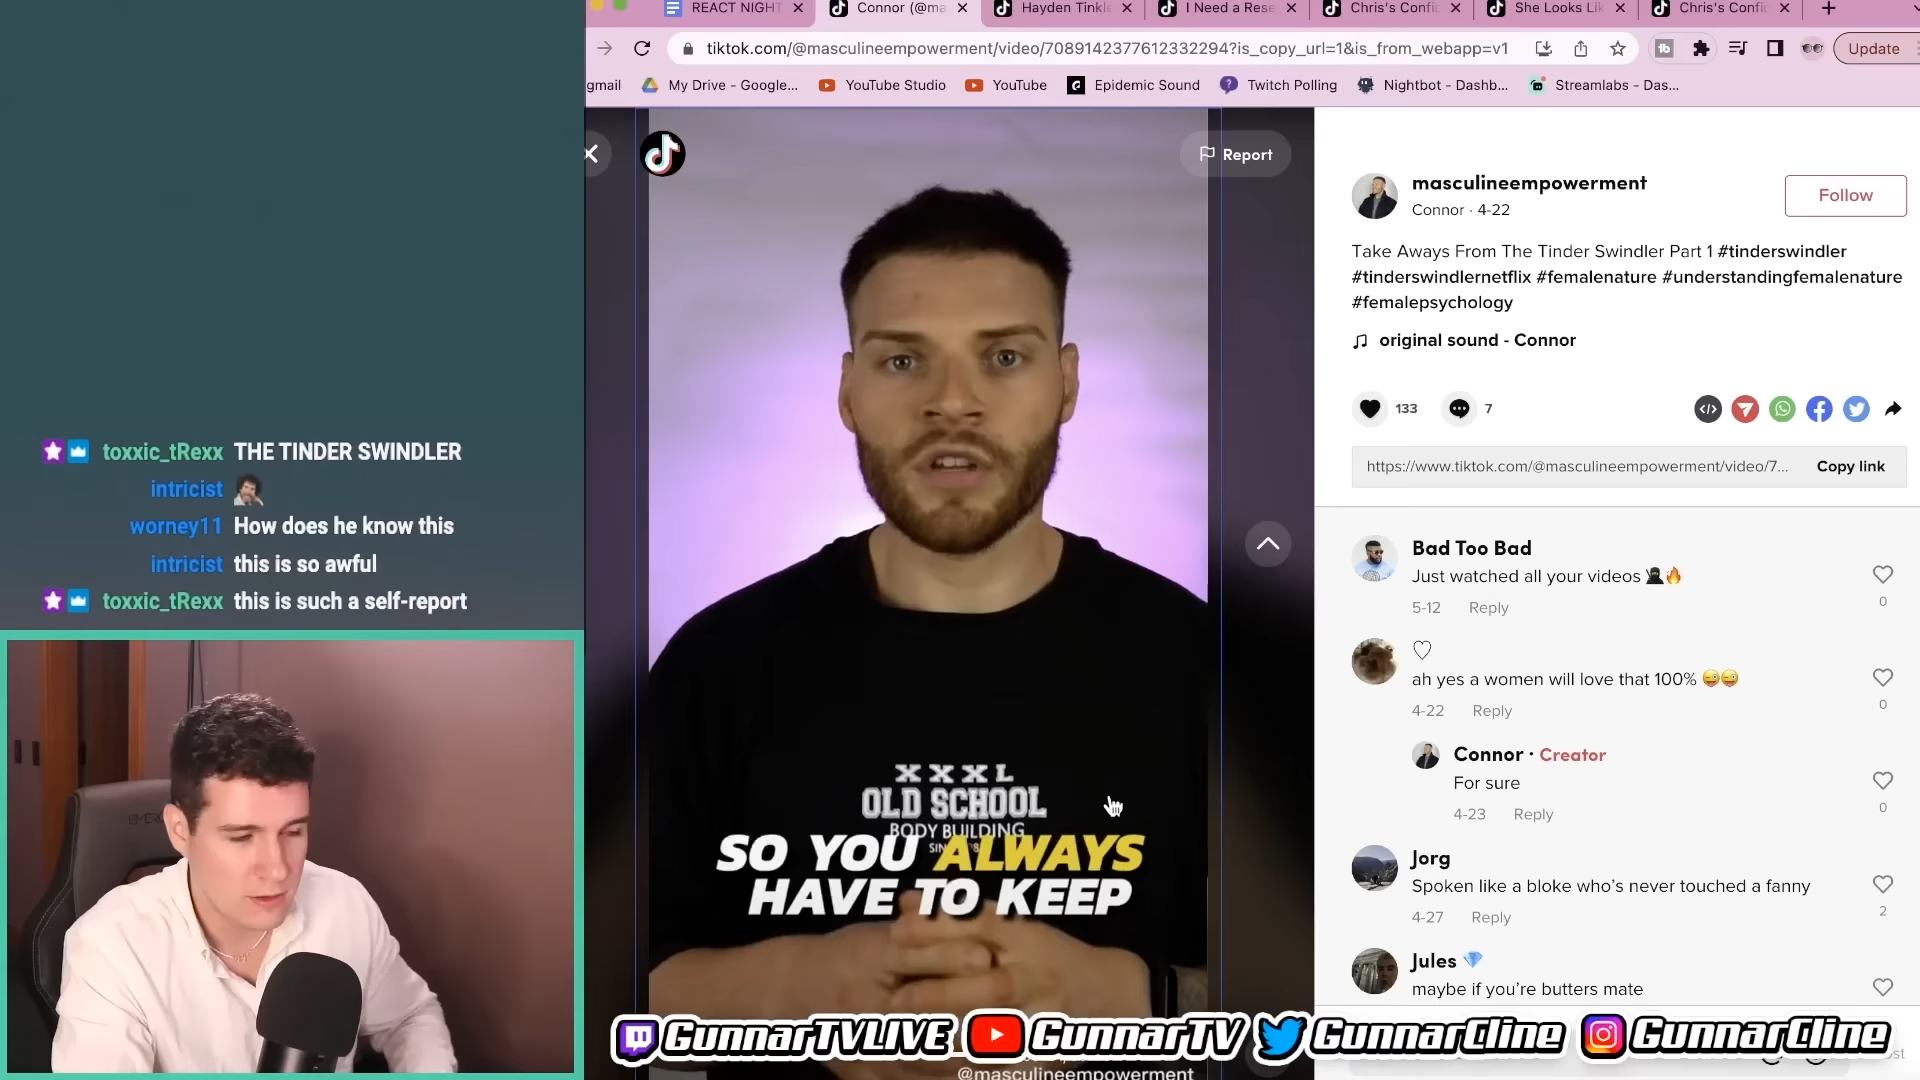 REACT NIGHT
Connor (@ma
Hayden Tinkle
I Need a Rese
Chris's Confid
She Looks Lik
Chris's Confid
tiktok.com/@masculineempowerment/video/7089142377612332294?is_copy_url=1&is_from_webapp=v1
Update
gmail
My Drive - Google...
YouTube Studio
YouTube
Epidemic Sound
Twitch Polling
Nightbot - Dashb...
Streamlabs - Das...
Report
masculineempowerment
Connor · 4-22
Follow
Take Aways From The Tinder Swindler Part 1 #tinderswindler
#tinderswindlernetflix #femalenature #understandingfemalenature
#femalepsychology
original sound - Connor
133
7
https://www.tiktok.com/@masculineempowerment/video/7...
Copy link
Bad Too Bad
Just watched all your videos 🥷🔥
5-12 Reply
0
♡
ah yes a women will love that 100% 😜😜
4-22 Reply
0
Connor · Creator
For sure
4-23 Reply
0
Jorg
Spoken like a bloke who's never touched a fanny
4-27 Reply
2
Jules 💎
maybe if you're butters mate
toxxic_tRexx THE TINDER SWINDLER
intricist
worney11 How does he know this
intricist this is so awful
toxxic_tRexx this is such a self-report
XXXL
OLD SCHOOL
BODY BUILDING
SO YOU ALWAYS
HAVE TO KEEP
GunnarTVLIVE
GunnarTV
GunnarCline
GunnarCline
@masculineempowerment